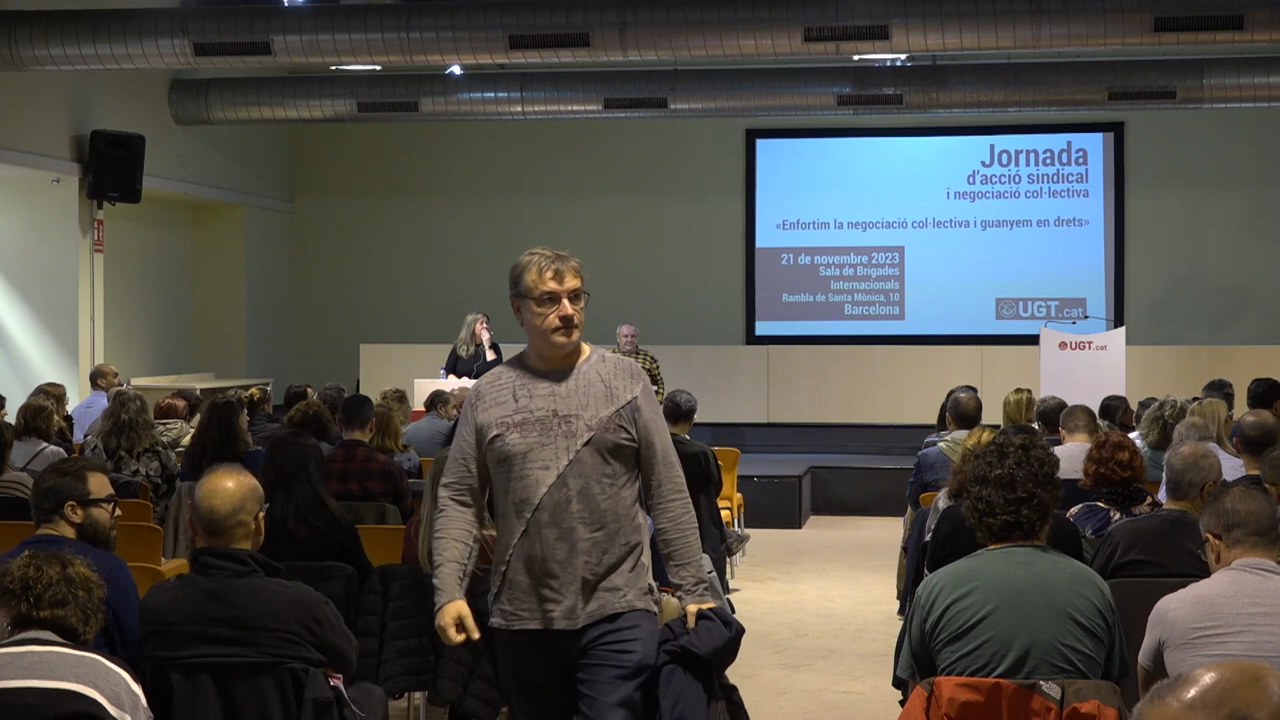 Jornada
d'acció sindical
i negociació col·lectiva
«Enfortim la negociació col·lectiva i guanyem en drets»
21 de novembre 2023
Sala de Brigades
Internacionals
Rambla de Santa Mònica, 10
Barcelona
UGT.cat
UGT.cat